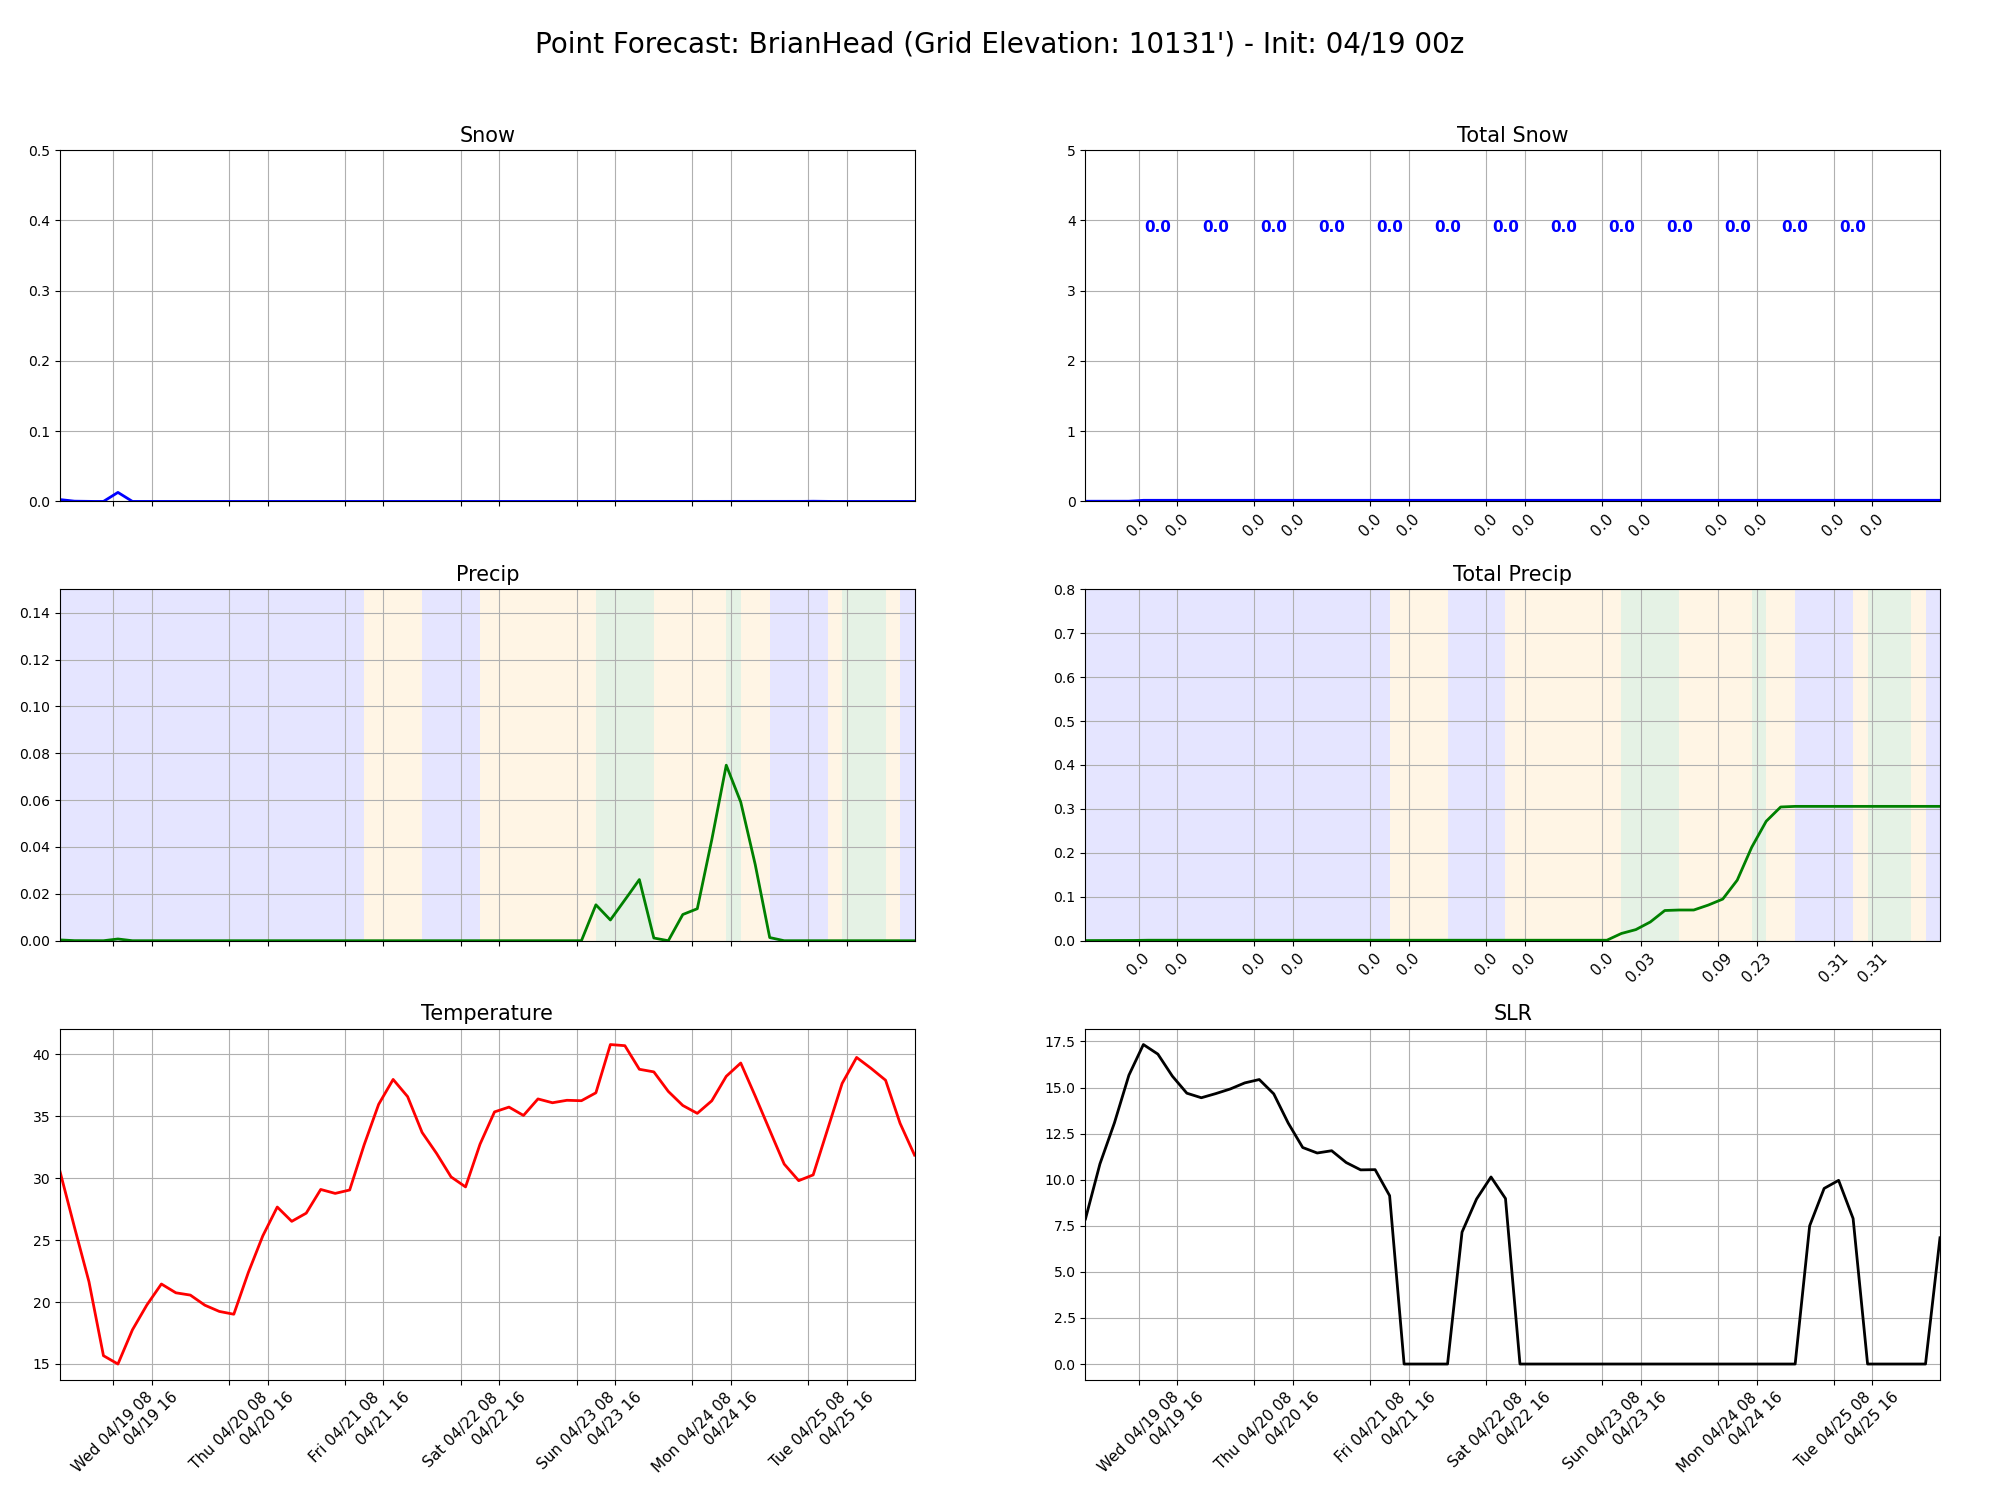 Point Forecast: BrianHead (Grid Elevation: 10131') - Init: 04/19 00z
Snow
0.5
0.4
0.3
0.2
0.1
0.0
Total Snow
5
4
3
2
1
0
0.0 0.0 0.0 0.0 0.0 0.0 0.0 0.0 0.0 0.0 0.0 0.0 0.0
0.0 0.0 0.0 0.0 0.0 0.0 0.0 0.0 0.0 0.0 0.0 0.0 0.0 0.0
Precip
0.14
0.12
0.10
0.08
0.06
0.04
0.02
0.00
Total Precip
0.8
0.7
0.6
0.5
0.4
0.3
0.2
0.1
0.0
0.0 0.0 0.0 0.0 0.0 0.0 0.0 0.0 0.0 0.03 0.09 0.23 0.31 0.31
Temperature
40
35
30
25
20
15
Wed 04/19 08
04/19 16
Thu 04/20 08
04/20 16
Fri 04/21 08
04/21 16
Sat 04/22 08
04/22 16
Sun 04/23 08
04/23 16
Mon 04/24 08
04/24 16
Tue 04/25 08
04/25 16
SLR
17.5
15.0
12.5
10.0
7.5
5.0
2.5
0.0
Wed 04/19 08
04/19 16
Thu 04/20 08
04/20 16
Fri 04/21 08
04/21 16
Sat 04/22 08
04/22 16
Sun 04/23 08
04/23 16
Mon 04/24 08
04/24 16
Tue 04/25 08
04/25 16